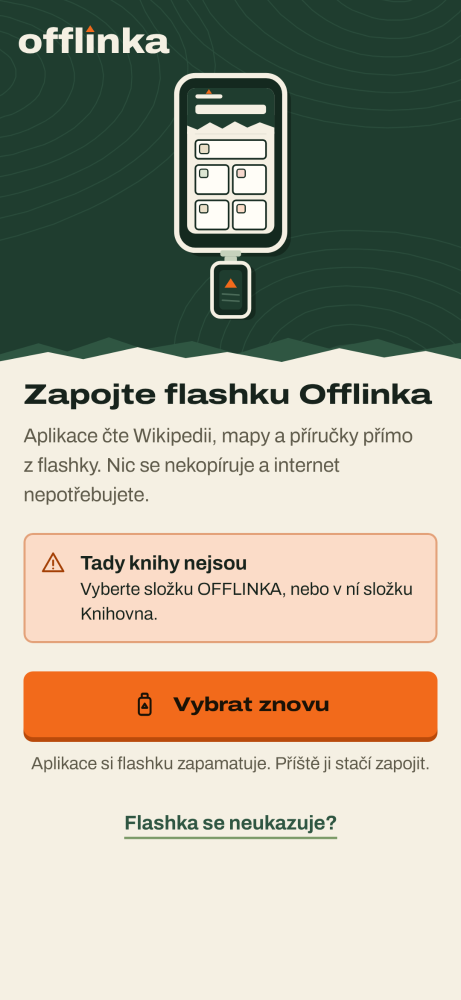 offlinka
Zapojte flashku Offlinka
Aplikace čte Wikipedii, mapy a příručky přímo
z flashky. Nic se nekopíruje a internet
nepotřebujete.
Tady knihy nejsou
Vyberte složku OFFLINKA, nebo v ní složku
Knihovna.
Vybrat znovu
Aplikace si flashku zapamatuje. Příště ji stačí zapojit.
Flashka se neukazuje?